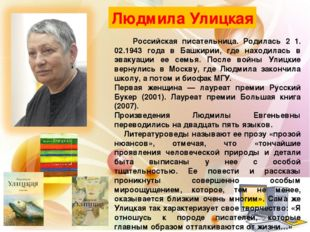 Людмила Улицкая
Российская писательница. Родилась 2 1.
02.1943 года в Башкирии, где находилась в
эвакуации ее семья. После войны Улицкие
вернулись в Москву, где Людмила закончила
школу, а потом и биофак МГУ.
Первая женщина — лауреат премии Русский
Букер (2001). Лауреат премии Большая книга
(2007).
Произведения Людмилы Евгеньевны
переводились на двадцать пять языков.
Литературоведы называют ее прозу «прозой
нюансов», отмечая, что «тончайшие
проявления человеческой природы и детали
быта выписаны у нее с особой
тщательностью. Ее повести и рассказы
проникнуты совершенно особым
мироощущением, которое, тем не менее,
оказывается близким очень многим». Сама же
Улицкая так характеризует свое творчество: «Я
отношусь к породе писателей, которые
главным образом отталкиваются от жизни…»
Улицкая